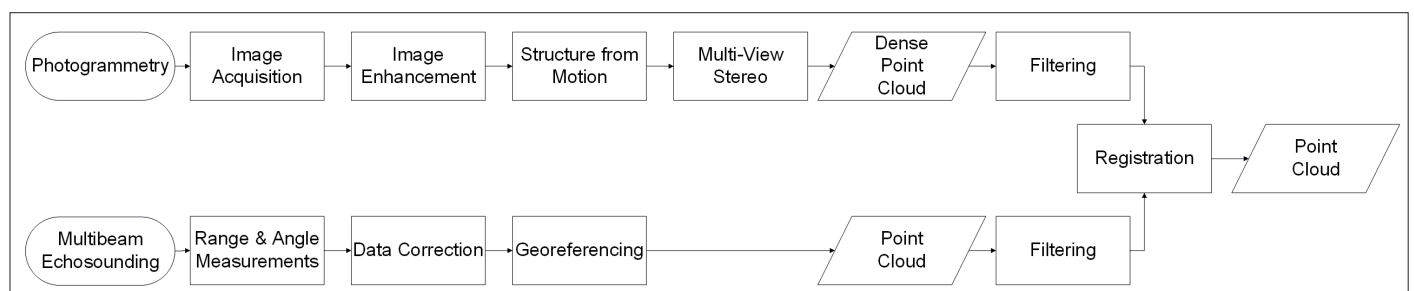 Photogrammetry
Image
Acquisition
Image
Enhancement
Structure from
Motion
Multi-View
Stereo
Dense
Point
Cloud
Filtering
Registration
Point
Cloud
Multibeam
Echosounding
Range & Angle
Measurements
Data Correction
Georeferencing
Point
Cloud
Filtering